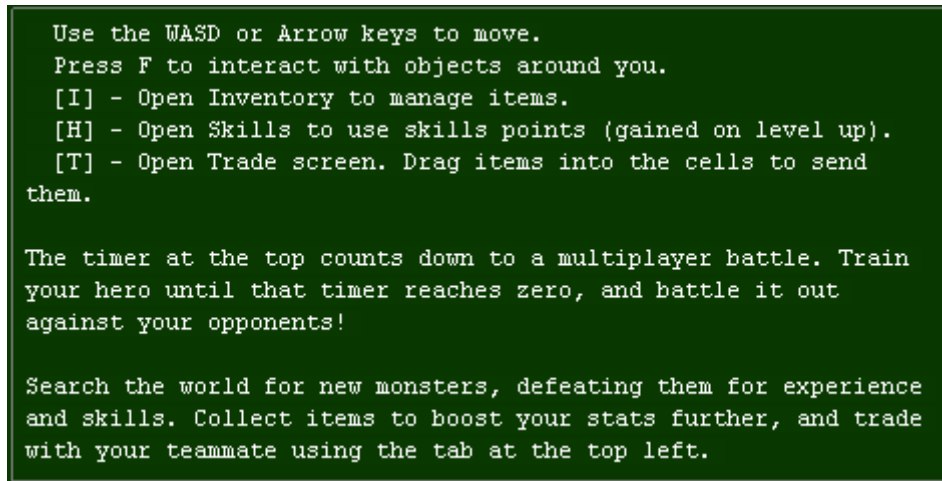 Use the WASD or Arrow keys to move.
Press F to interact with objects around you.
[I] - Open Inventory to manage items.
[H] - Open Skills to use skills points (gained on level up).
[T] - Open Trade screen. Drag items into the cells to send
them.
The timer at the top counts down to a multiplayer battle. Train
your hero until that timer reaches zero, and battle it out
against your opponents!
Search the world for new monsters, defeating them for experience
and skills. Collect items to boost your stats further, and trade
with your teammate using the tab at the top left.